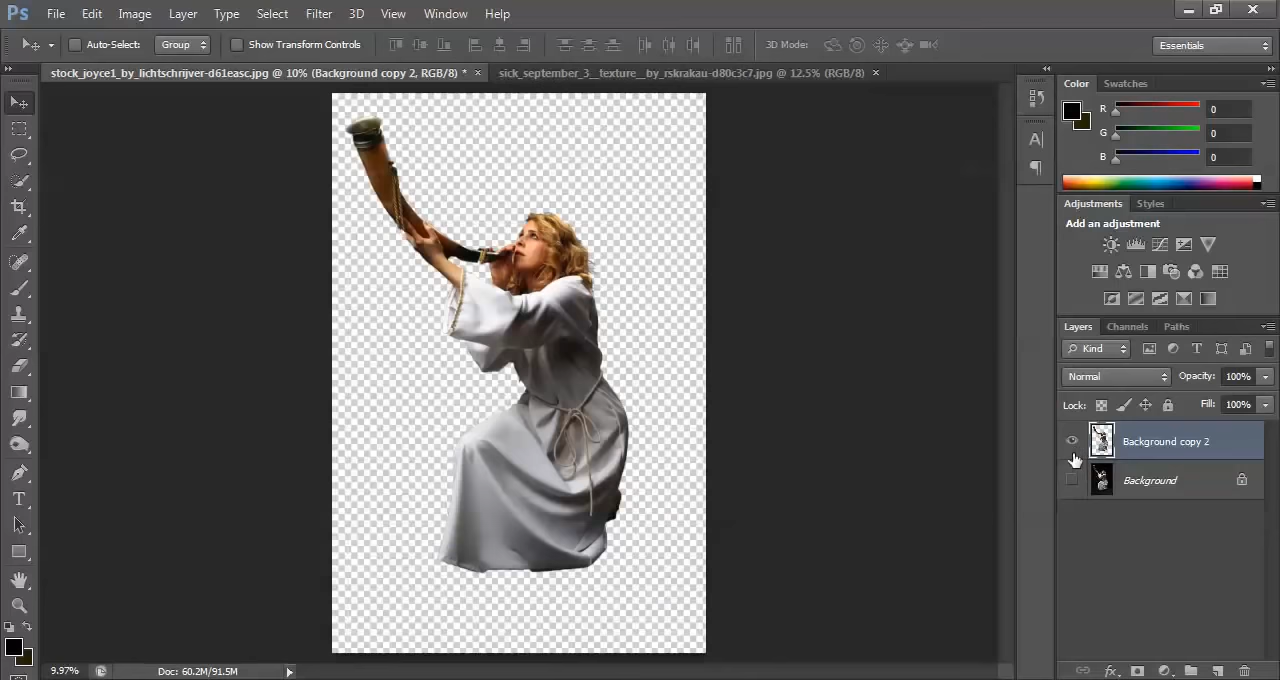 Ps File Edit Image Layer Type Select Filter 3D View Window Help
Auto-Select: Group Show Transform Controls 3D Mode: Essentials
stock_joyce1_by_lichtschrijver-d61easc.jpg @ 10% (Background copy 2, RGB/8) * × sick_september_3__texture__by_rskrakau-d80c3c7.jpg @ 12.5% (RGB/8) ×
Color Swatches
R 0
G 0
B 0
Adjustments Styles
Add an adjustment
Layers Channels Paths
Kind
Normal Opacity: 100%
Lock: Fill: 100%
Background copy 2
Background
9.97% Doc: 60.2M/91.5M